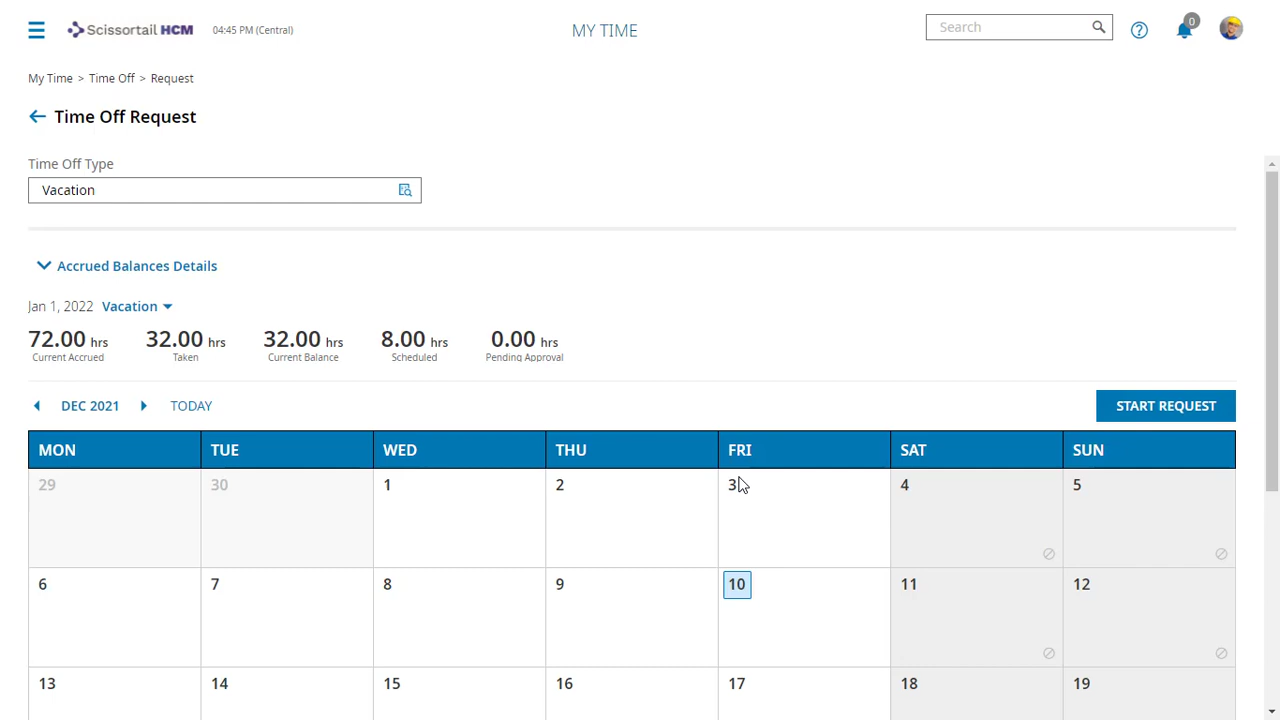 Scissortail HCM 04:45 PM (Central) MY TIME Search 0
My Time > Time Off > Request
Time Off Request
Time Off Type
Vacation
Accrued Balances Details
Jan 1, 2022 Vacation
72.00 hrs 32.00 hrs 32.00 hrs 8.00 hrs 0.00 hrs
Current Accrued Taken Current Balance Scheduled Pending Approval
DEC 2021 TODAY START REQUEST
MON TUE WED THU FRI SAT SUN
29 30 1 2 3 4 5
6 7 8 9 10 11 12
13 14 15 16 17 18 19